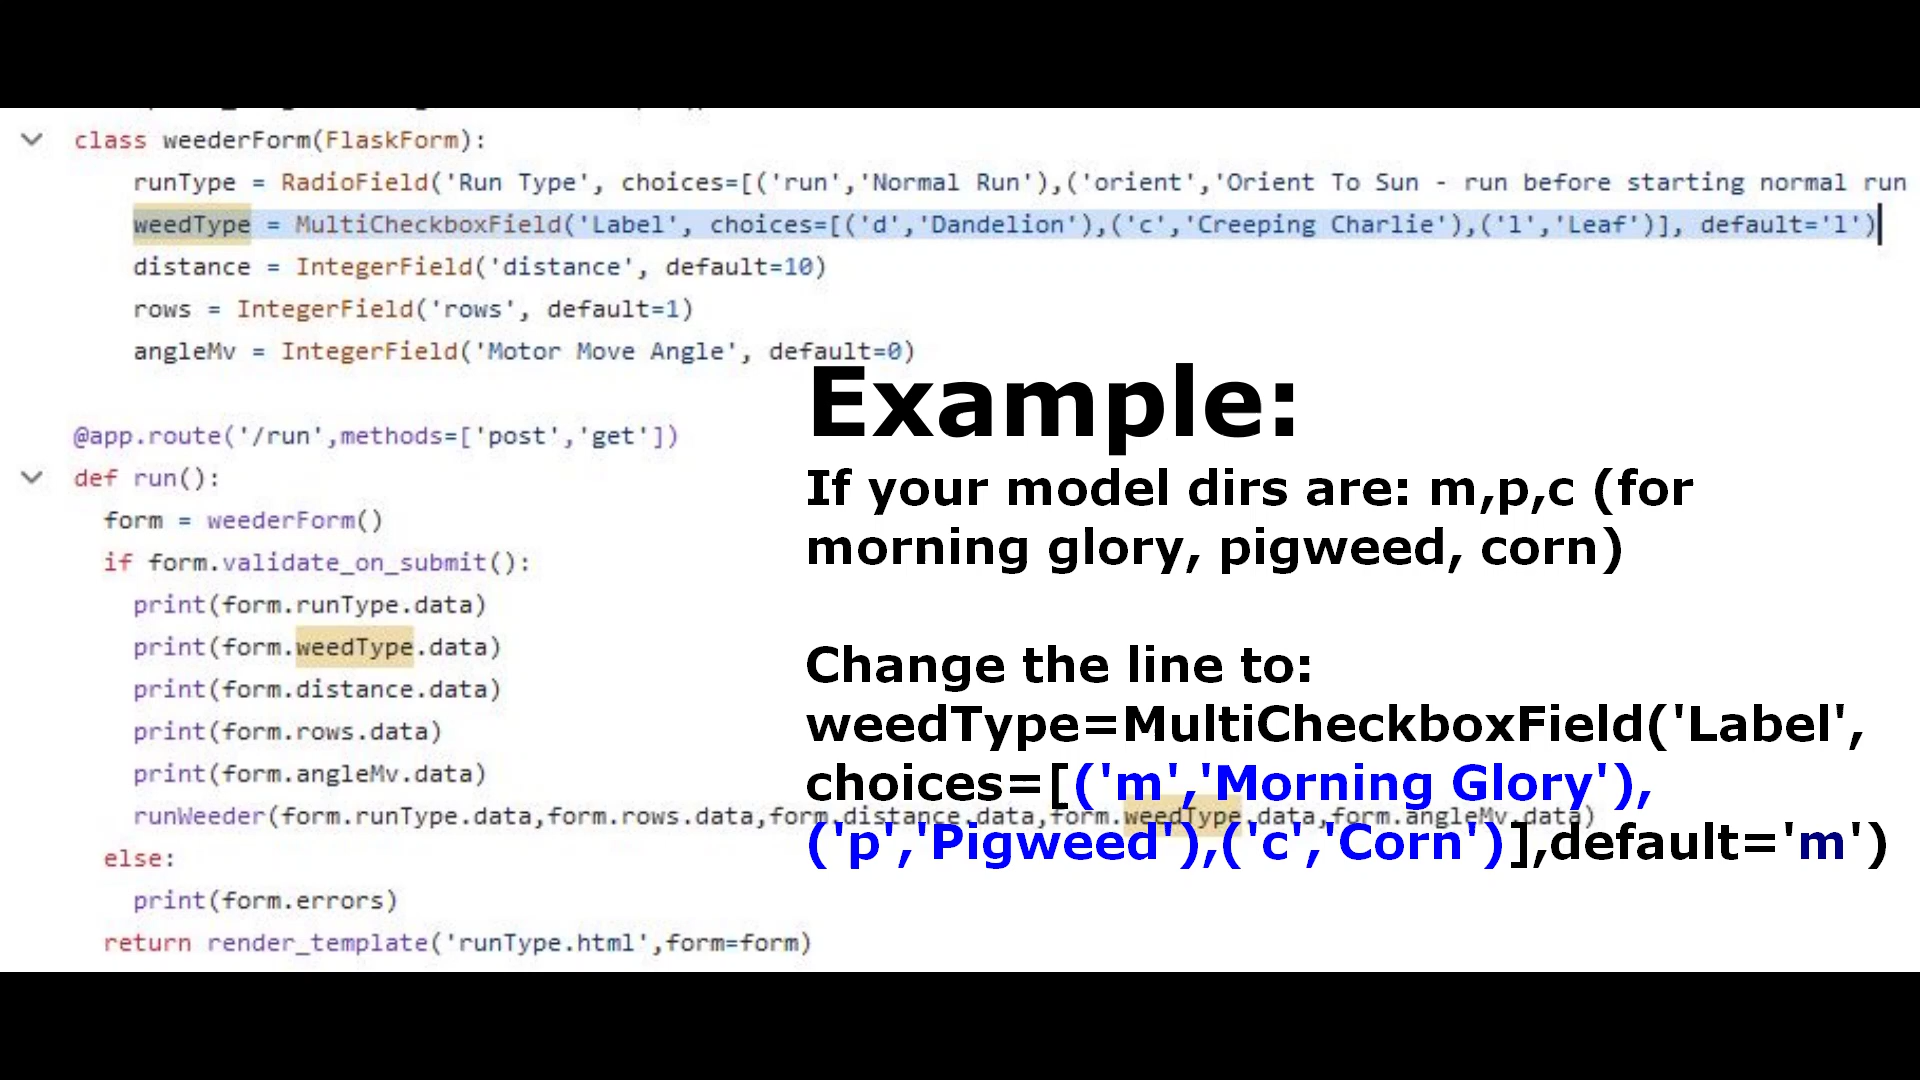 class weederForm(FlaskForm):
runType = RadioField('Run Type', choices=[('run','Normal Run'),('orient','Orient To Sun - run before starting normal run
weedType = MultiCheckboxField('Label', choices=[('d','Dandelion'),('c','Creeping Charlie'),('l','Leaf')], default='l')
distance = IntegerField('distance', default=10)
rows = IntegerField('rows', default=1)
angleMv = IntegerField('Motor Move Angle', default=0)
@app.route('/run',methods=['post','get'])
def run():
form = weederForm()
if form.validate_on_submit():
print(form.runType.data)
print(form.weedType.data)
print(form.distance.data)
print(form.rows.data)
print(form.angleMv.data)
runWeeder(form.runType.data,form.rows.data,form.distance.data,form.weedType.data,form.angleMv.data)
else:
print(form.errors)
return render_template('runType.html',form=form)
Example:
If your model dirs are: m,p,c (for
morning glory, pigweed, corn)
Change the line to:
weedType=MultiCheckboxField('Label',
choices=[('m','Morning Glory'),
('p','Pigweed'),('c','Corn')],default='m')